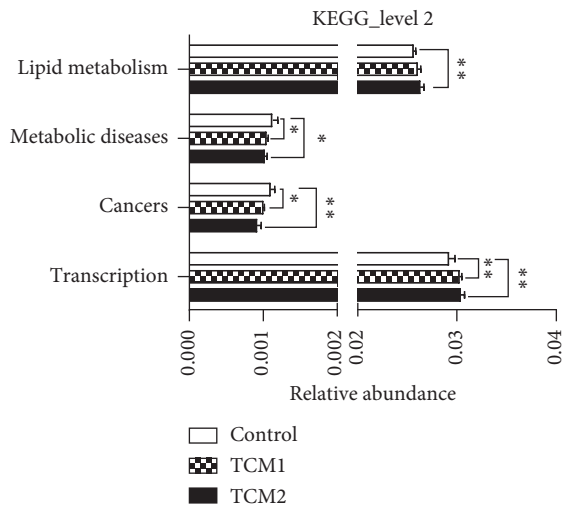 KEGG_level 2
Lipid metabolism
**
Metabolic diseases
*
*
Cancers
*
**
Transcription
**
**
0.000
0.001
0.002
0.02
0.03
0.04
Relative abundance
Control
TCM1
TCM2